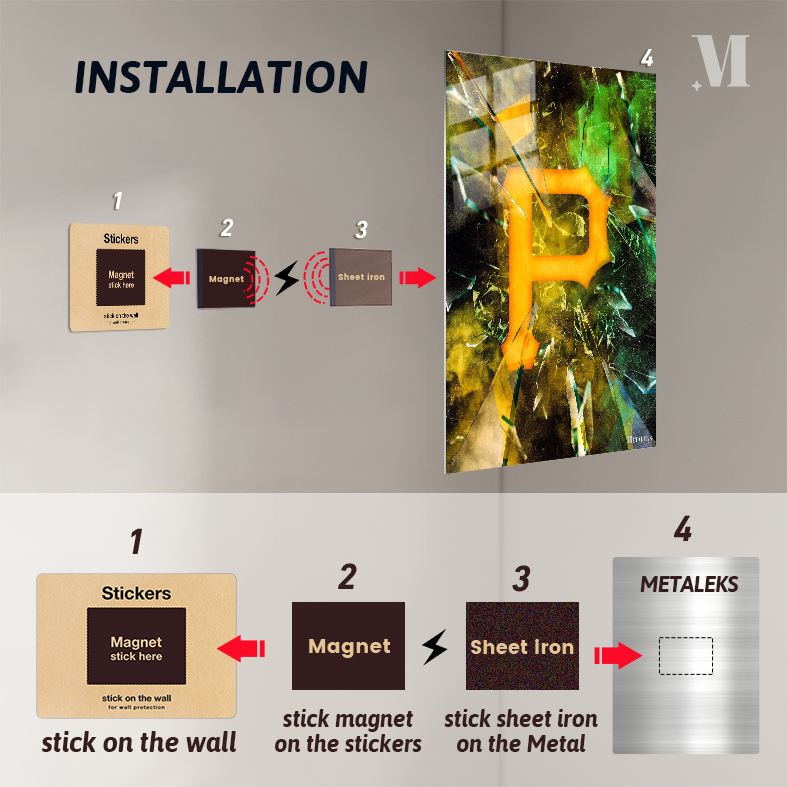 INSTALLATION
M
4
1
2
3
Stickers
Magnet
stick here
stick on the wall
for wall protection
Magnet
Sheet iron
P
METALEKS
1
2
3
4
Stickers
Magnet
stick here
stick on the wall
for wall protection
Magnet
Sheet iron
METALEKS
stick on the wall
stick magnet
on the stickers
stick sheet iron
on the Metal